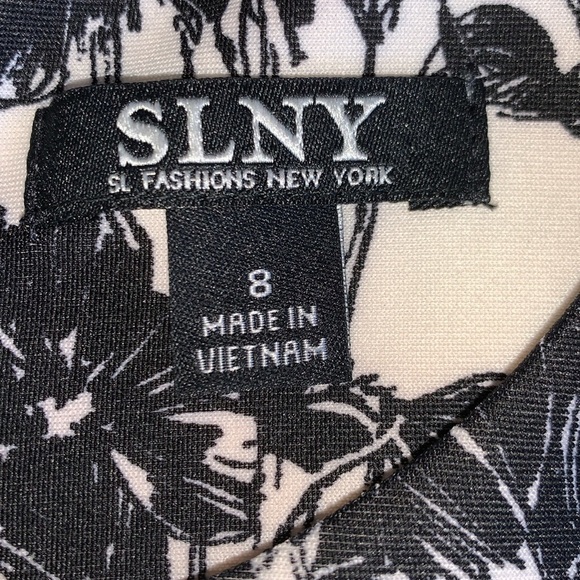 SLNY
SL FASHIONS NEW YORK
8
MADE IN
VIETNAM